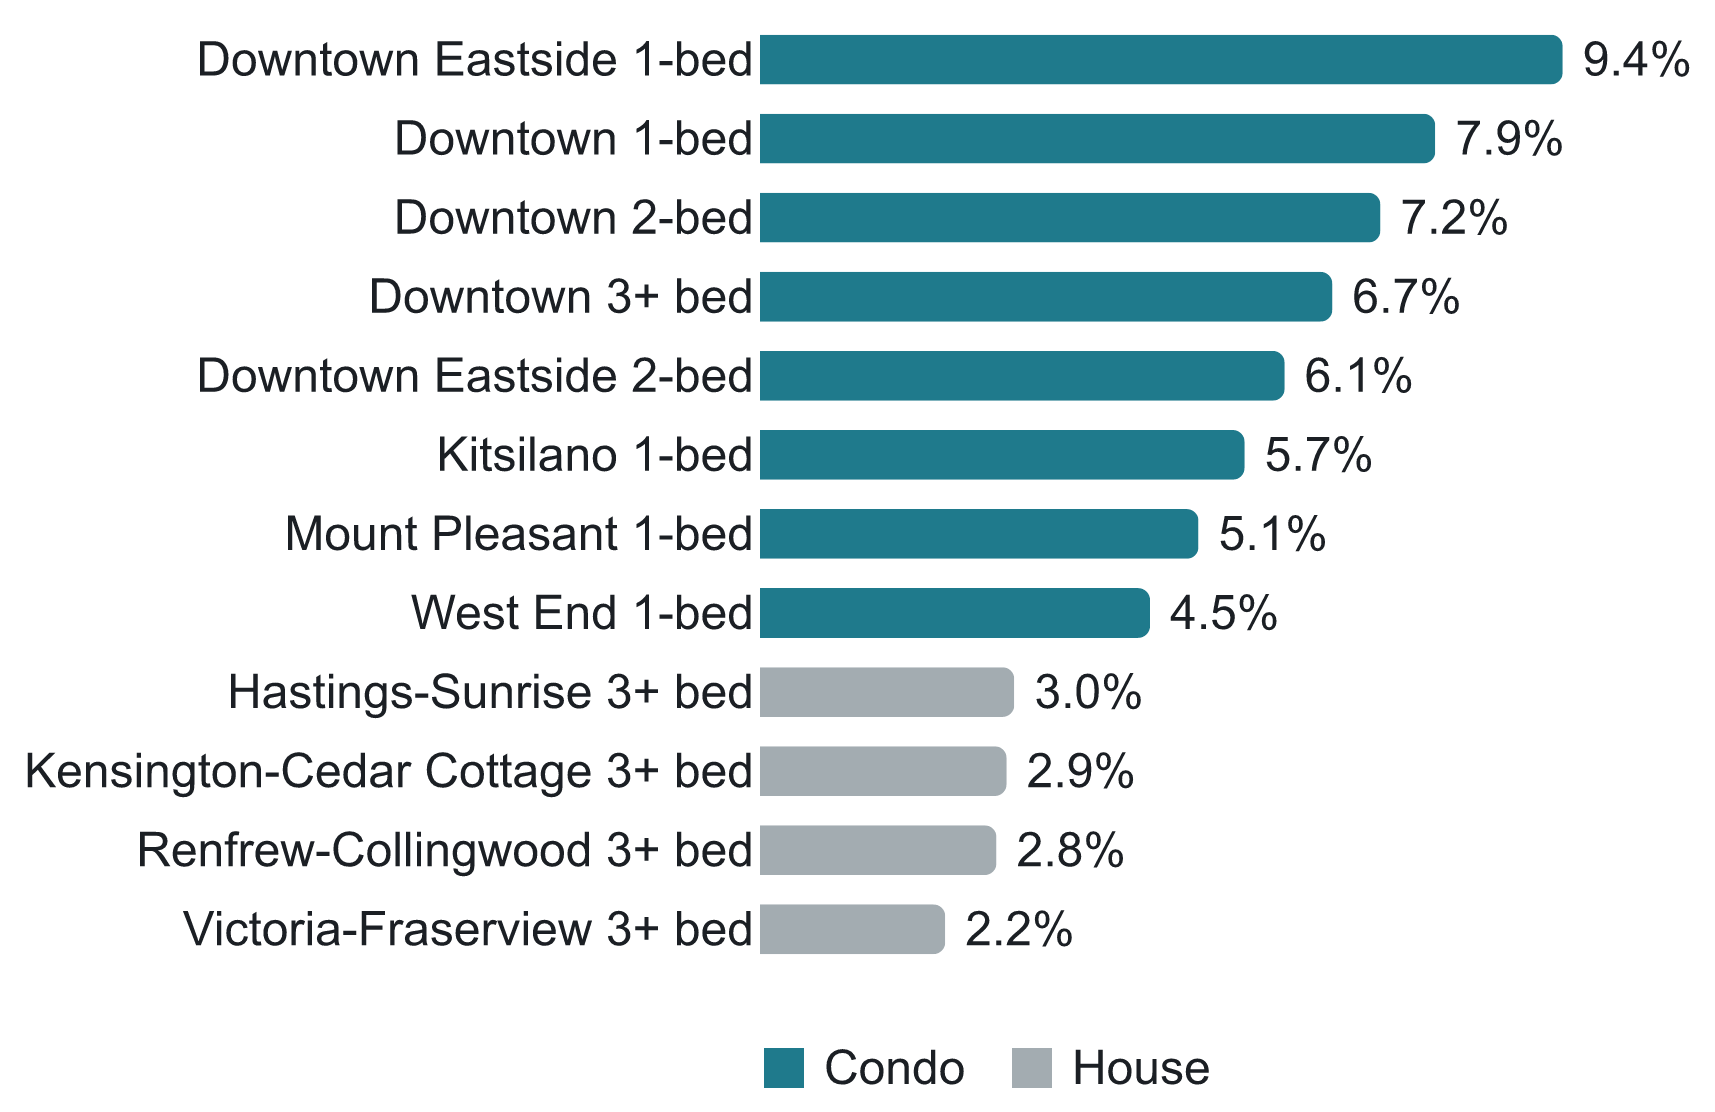 Downtown Eastside 1-bed 9.4%
Downtown 1-bed 7.9%
Downtown 2-bed 7.2%
Downtown 3+ bed 6.7%
Downtown Eastside 2-bed 6.1%
Kitsilano 1-bed 5.7%
Mount Pleasant 1-bed 5.1%
West End 1-bed 4.5%
Hastings-Sunrise 3+ bed 3.0%
Kensington-Cedar Cottage 3+ bed 2.9%
Renfrew-Collingwood 3+ bed 2.8%
Victoria-Fraserview 3+ bed 2.2%
Condo House